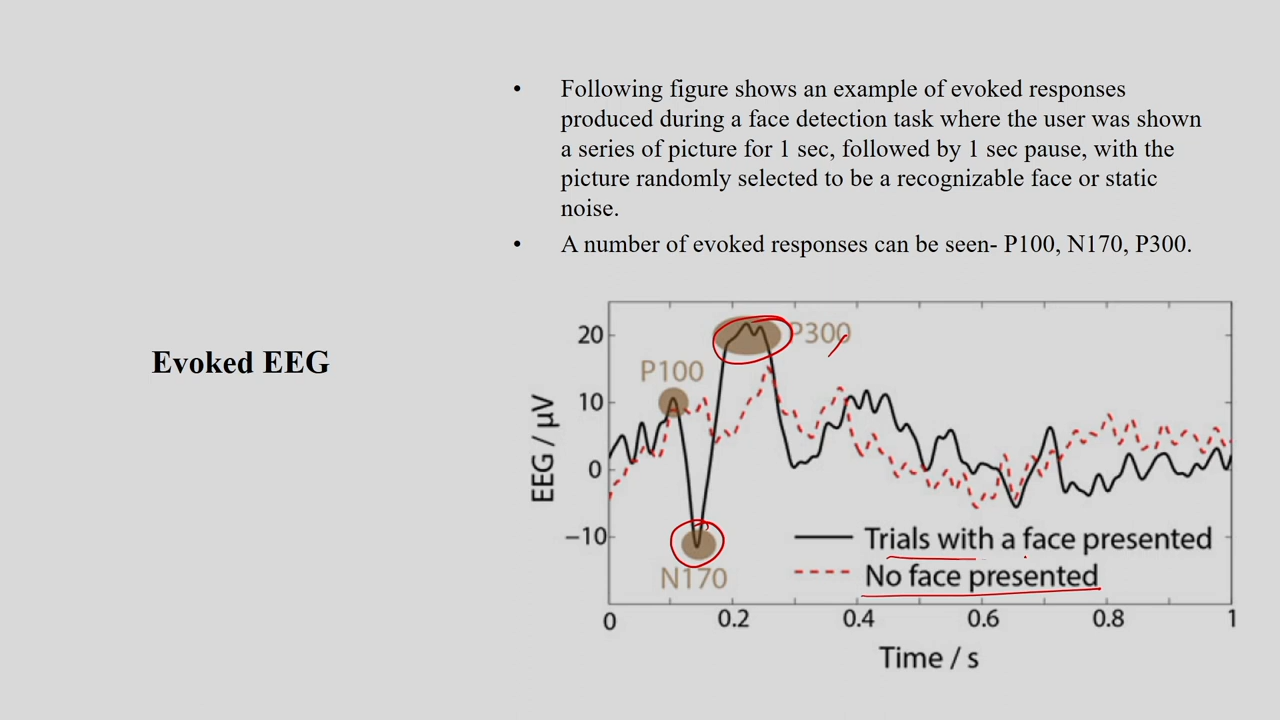 • Following figure shows an example of evoked responses
produced during a face detection task where the user was shown
a series of picture for 1 sec, followed by 1 sec pause, with the
picture randomly selected to be a recognizable face or static
noise.
• A number of evoked responses can be seen- P100, N170, P300.
Evoked EEG
20
P300
P100
10
EEG / µV
0
−10
Trials with a face presented
N170
No face presented
0 0.2 0.4 0.6 0.8 1
Time / s